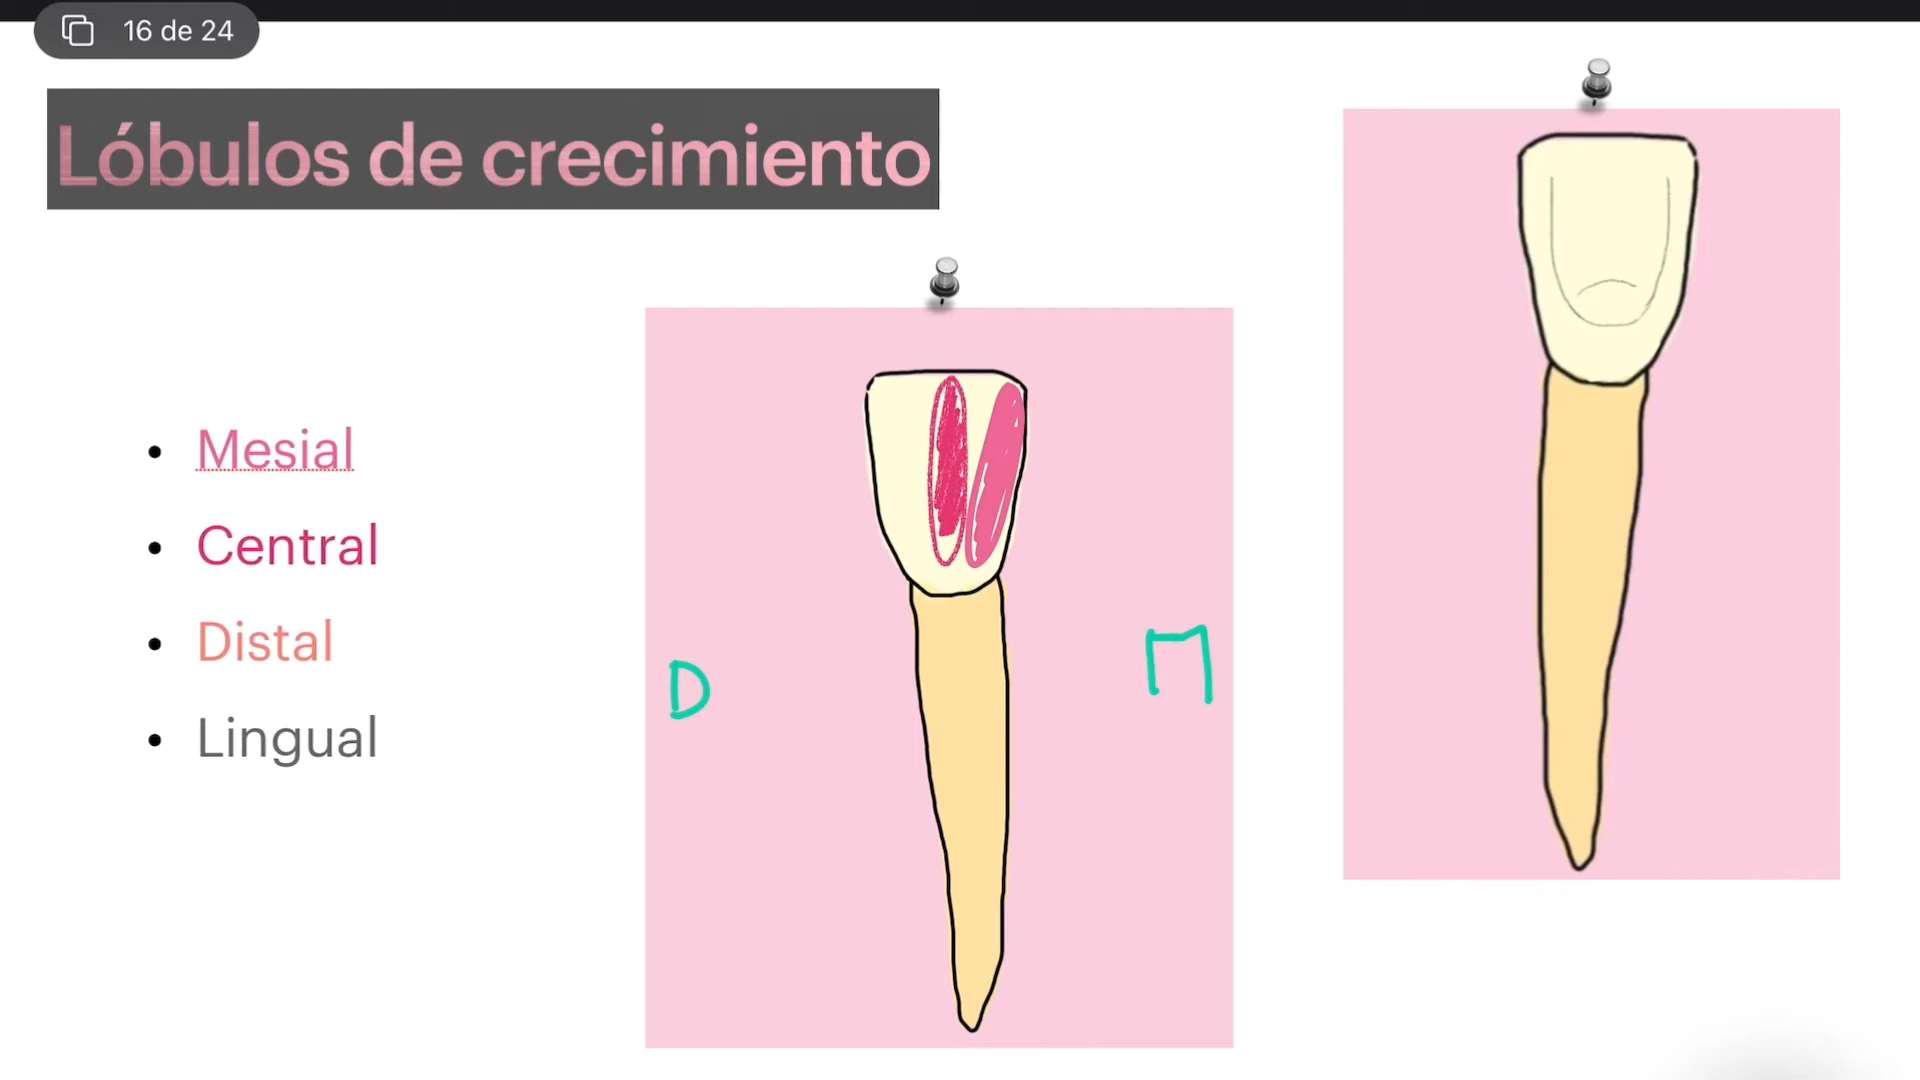 16 de 24
Lóbulos de crecimiento
• Mesial
• Central
• Distal
• Lingual
D
M